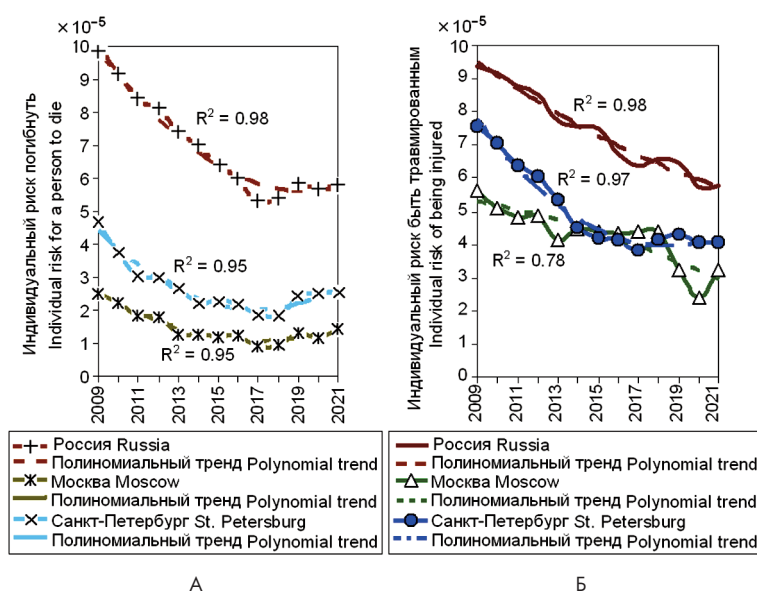 × 10⁻⁵
Индивидуальный риск погибнуть
Individual risk for a person to die
10
9
8
7
6
5
4
3
2
1
0
R² = 0.98
R² = 0.95
R² = 0.95
2009
2011
2013
2015
2017
2019
2021
Россия Russia
Полиномиальный тренд Polynomial trend
Москва Moscow
Полиномиальный тренд Polynomial trend
Санкт-Петербург St. Petersburg
Полиномиальный тренд Polynomial trend
А
× 10⁻⁵
Индивидуальный риск быть травмированным
Individual risk of being injured
10
9
8
7
6
5
4
3
2
1
0
R² = 0.98
R² = 0.97
R² = 0.78
2009
2011
2013
2015
2017
2019
2021
Россия Russia
Полиномиальный тренд Polynomial trend
Москва Moscow
Полиномиальный тренд Polynomial trend
Санкт-Петербург St. Petersburg
Полиномиальный тренд Polynomial trend
Б